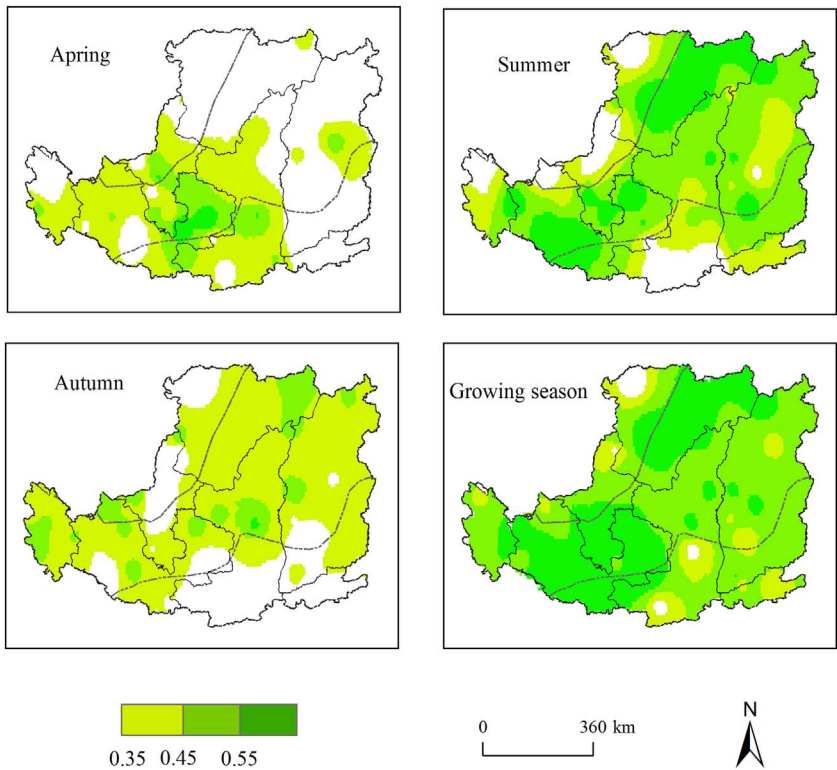 Apring
Summer
Autumn
Growing season
0.35 0.45 0.55
0 360 km
N